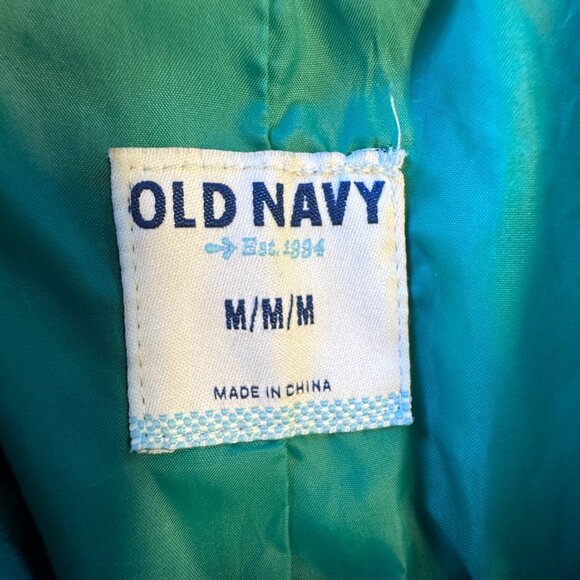 OLD NAVY
Est. 1994
M/M/M
MADE IN CHINA